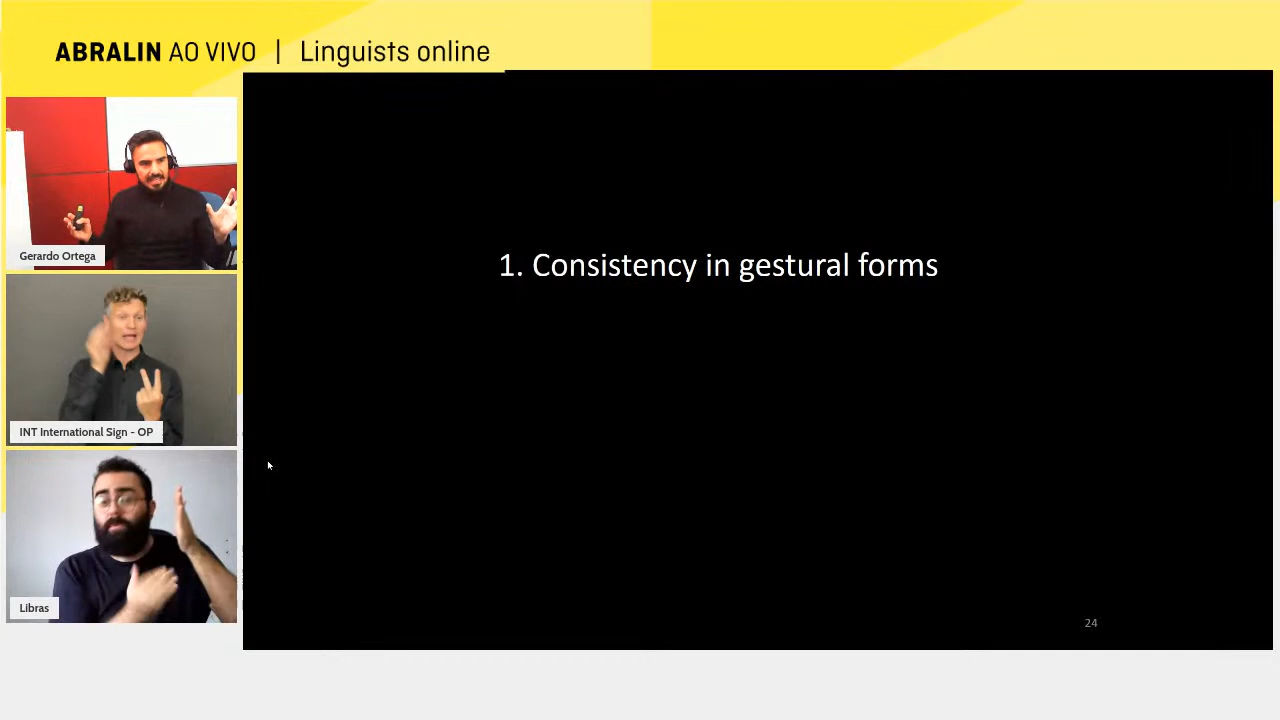 ABRALIN AO VIVO | Linguists online
Gerardo Ortega
INT International Sign - OP
Libras
1. Consistency in gestural forms
24